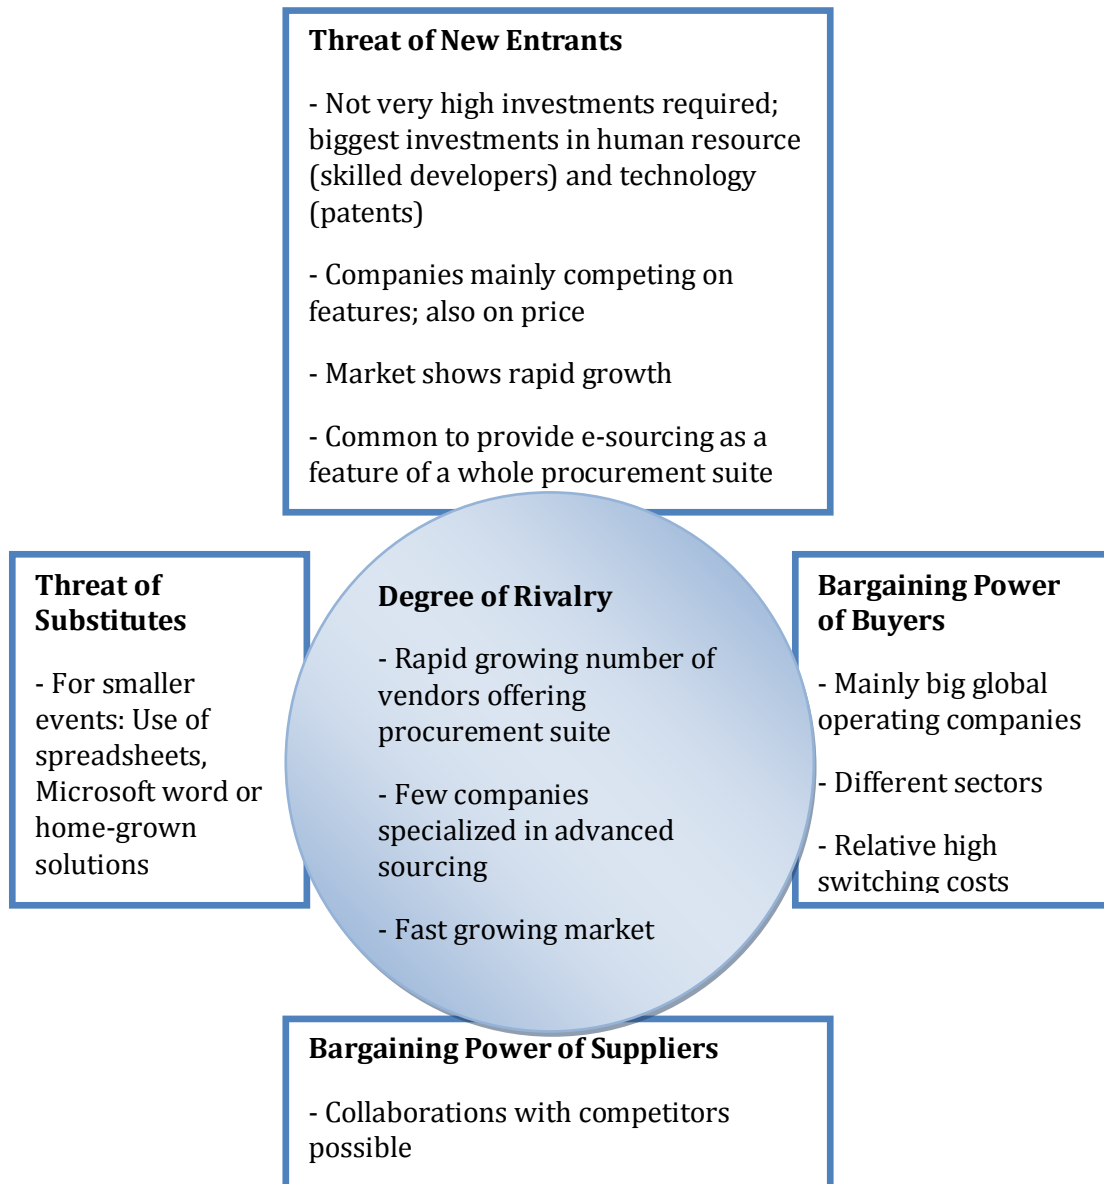 Threat of New Entrants
- Not very high investments required;
biggest investments in human resource
(skilled developers) and technology
(patents)
- Companies mainly competing on
features; also on price
- Market shows rapid growth
- Common to provide e-sourcing as a
feature of a whole procurement suite
Threat of
Substitutes
- For smaller
events: Use of
spreadsheets,
Microsoft word or
home-grown
solutions
Degree of Rivalry
- Rapid growing number of
vendors offering
procurement suite
- Few companies
specialized in advanced
sourcing
- Fast growing market
Bargaining Power
of Buyers
- Mainly big global
operating companies
- Different sectors
- Relative high
switching costs
Bargaining Power of Suppliers
- Collaborations with competitors
possible